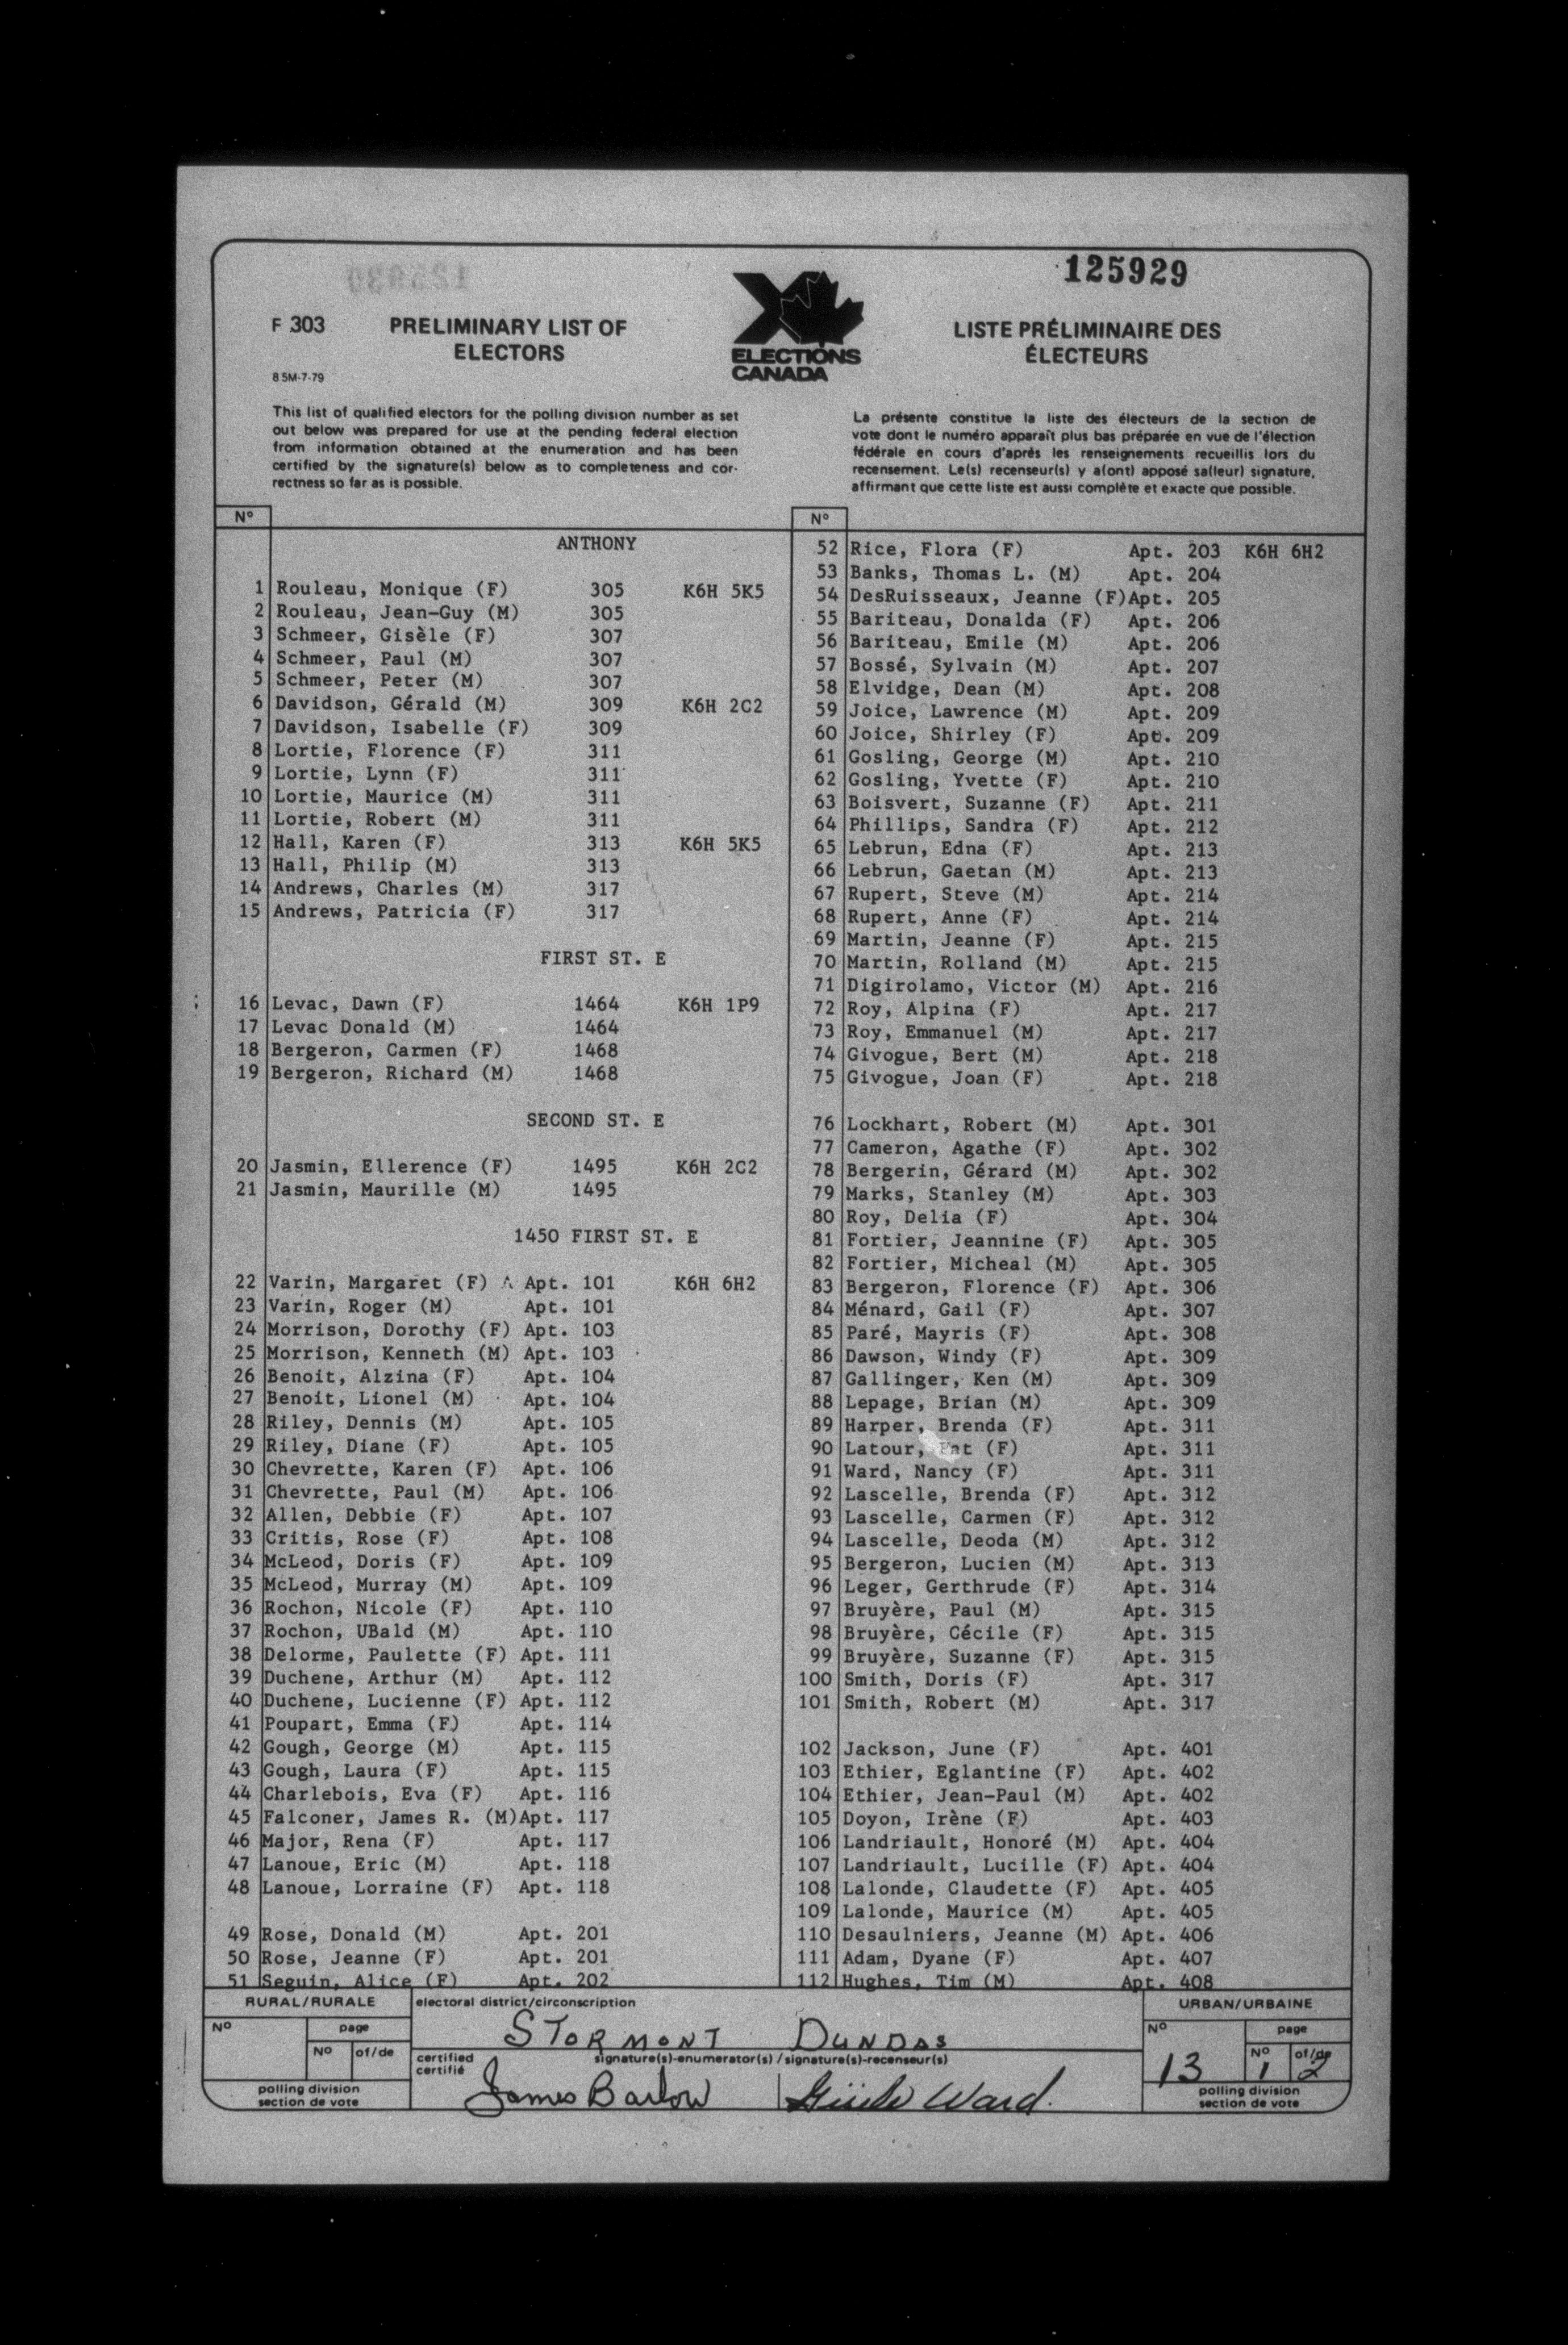 125929
F 303
PRELIMINARY LIST OF
ELECTORS
8 5M-7-79
ELECTIONS
CANADA
LISTE PRÉLIMINAIRE DES
ÉLECTEURS
This list of qualified electors for the polling division number as set
out below was prepared for use at the pending federal election
from information obtained at the enumeration and has been
certified by the signature(s) below as to completeness and cor-
rectness so far as is possible.
La présente constitue la liste des électeurs de la section de
vote dont le numéro apparaît plus bas préparée en vue de l'élection
fédérale en cours d'après les renseignements recueillis lors du
recensement. Le(s) recenseur(s) y a(ont) apposé sa(leur) signature,
affirmant que cette liste est aussi complète et exacte que possible.
Nº
ANTHONY
1 Rouleau, Monique (F) 305 K6H 5K5
2 Rouleau, Jean-Guy (M) 305
3 Schmeer, Gisèle (F) 307
4 Schmeer, Paul (M) 307
5 Schmeer, Peter (M) 307
6 Davidson, Gérald (M) 309 K6H 2C2
7 Davidson, Isabelle (F) 309
8 Lortie, Florence (F) 311
9 Lortie, Lynn (F) 311
10 Lortie, Maurice (M) 311
11 Lortie, Robert (M) 311
12 Hall, Karen (F) 313 K6H 5K5
13 Hall, Philip (M) 313
14 Andrews, Charles (M) 317
15 Andrews, Patricia (F) 317
FIRST ST. E
16 Levac, Dawn (F) 1464 K6H 1P9
17 Levac Donald (M) 1464
18 Bergeron, Carmen (F) 1468
19 Bergeron, Richard (M) 1468
SECOND ST. E
20 Jasmin, Ellerence (F) 1495 K6H 2C2
21 Jasmin, Maurille (M) 1495
1450 FIRST ST. E
22 Varin, Margaret (F) Apt. 101 K6H 6H2
23 Varin, Roger (M) Apt. 101
24 Morrison, Dorothy (F) Apt. 103
25 Morrison, Kenneth (M) Apt. 103
26 Benoit, Alzina (F) Apt. 104
27 Benoit, Lionel (M) Apt. 104
28 Riley, Dennis (M) Apt. 105
29 Riley, Diane (F) Apt. 105
30 Chevrette, Karen (F) Apt. 106
31 Chevrette, Paul (M) Apt. 106
32 Allen, Debbie (F) Apt. 107
33 Critis, Rose (F) Apt. 108
34 McLeod, Doris (F) Apt. 109
35 McLeod, Murray (M) Apt. 109
36 Rochon, Nicole (F) Apt. 110
37 Rochon, UBald (M) Apt. 110
38 Delorme, Paulette (F) Apt. 111
39 Duchene, Arthur (M) Apt. 112
40 Duchene, Lucienne (F) Apt. 112
41 Poupart, Emma (F) Apt. 114
42 Gough, George (M) Apt. 115
43 Gough, Laura (F) Apt. 115
44 Charlebois, Eva (F) Apt. 116
45 Falconer, James R. (M)Apt. 117
46 Major, Rena (F) Apt. 117
47 Lanoue, Eric (M) Apt. 118
48 Lanoue, Lorraine (F) Apt. 118
49 Rose, Donald (M) Apt. 201
50 Rose, Jeanne (F) Apt. 201
51 Seguin, Alice (F) Apt. 202
Nº
52 Rice, Flora (F) Apt. 203 K6H 6H2
53 Banks, Thomas L. (M) Apt. 204
54 DesRuisseaux, Jeanne (F)Apt. 205
55 Bariteau, Donalda (F) Apt. 206
56 Bariteau, Emile (M) Apt. 206
57 Bossé, Sylvain (M) Apt. 207
58 Elvidge, Dean (M) Apt. 208
59 Joice, Lawrence (M) Apt. 209
60 Joice, Shirley (F) Apt. 209
61 Gosling, George (M) Apt. 210
62 Gosling, Yvette (F) Apt. 210
63 Boisvert, Suzanne (F) Apt. 211
64 Phillips, Sandra (F) Apt. 212
65 Lebrun, Edna (F) Apt. 213
66 Lebrun, Gaetan (M) Apt. 213
67 Rupert, Steve (M) Apt. 214
68 Rupert, Anne (F) Apt. 214
69 Martin, Jeanne (F) Apt. 215
70 Martin, Rolland (M) Apt. 215
71 Digirolamo, Victor (M) Apt. 216
72 Roy, Alpina (F) Apt. 217
73 Roy, Emmanuel (M) Apt. 217
74 Givogue, Bert (M) Apt. 218
75 Givogue, Joan (F) Apt. 218
76 Lockhart, Robert (M) Apt. 301
77 Cameron, Agathe (F) Apt. 302
78 Bergerin, Gérard (M) Apt. 302
79 Marks, Stanley (M) Apt. 303
80 Roy, Delia (F) Apt. 304
81 Fortier, Jeannine (F) Apt. 305
82 Fortier, Micheal (M) Apt. 305
83 Bergeron, Florence (F) Apt. 306
84 Ménard, Gail (F) Apt. 307
85 Paré, Mayris (F) Apt. 308
86 Dawson, Windy (F) Apt. 309
87 Gallinger, Ken (M) Apt. 309
88 Lepage, Brian (M) Apt. 309
89 Harper, Brenda (F) Apt. 311
90 Latour, Pat (F) Apt. 311
91 Ward, Nancy (F) Apt. 311
92 Lascelle, Brenda (F) Apt. 312
93 Lascelle, Carmen (F) Apt. 312
94 Lascelle, Deoda (M) Apt. 312
95 Bergeron, Lucien (M) Apt. 313
96 Leger, Gerthrude (F) Apt. 314
97 Bruyère, Paul (M) Apt. 315
98 Bruyère, Cécile (F) Apt. 315
99 Bruyère, Suzanne (F) Apt. 315
100 Smith, Doris (F) Apt. 317
101 Smith, Robert (M) Apt. 317
102 Jackson, June (F) Apt. 401
103 Ethier, Eglantine (F) Apt. 402
104 Ethier, Jean-Paul (M) Apt. 402
105 Doyon, Irène (F) Apt. 403
106 Landriault, Honoré (M) Apt. 404
107 Landriault, Lucille (F) Apt. 404
108 Lalonde, Claudette (F) Apt. 405
109 Lalonde, Maurice (M) Apt. 405
110 Desaulniers, Jeanne (M) Apt. 406
111 Adam, Dyane (F) Apt. 407
112 Hughes, Tim (M) Apt. 408
RURAL/RURALE
Nº page
Nº of/de
polling division
section de vote
electoral district/circonscription
STORMONT DUNDAS
certified
certifié
signature(s)-enumerator(s)/signature(s)-recenseur(s)
James Barlow Gisèle Ward.
URBAN/URBAINE
Nº page
Nº of/de
13 1 2
polling division
section de vote